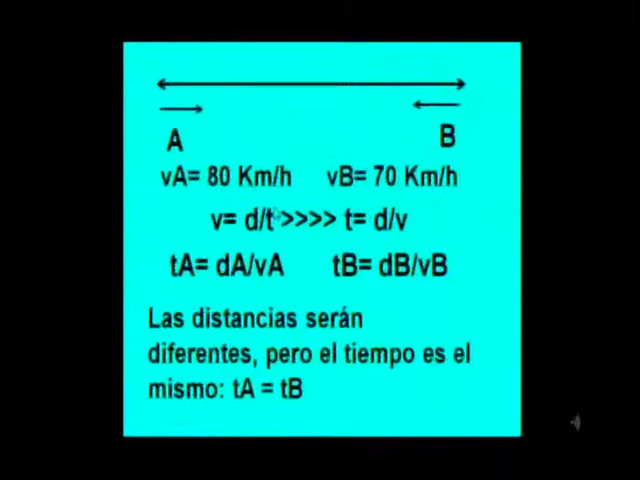 A B
vA= 80 Km/h vB= 70 Km/h
v= d/t>>>> t= d/v
tA= dA/vA tB= dB/vB
Las distancias serán
diferentes, pero el tiempo es el
mismo: tA = tB